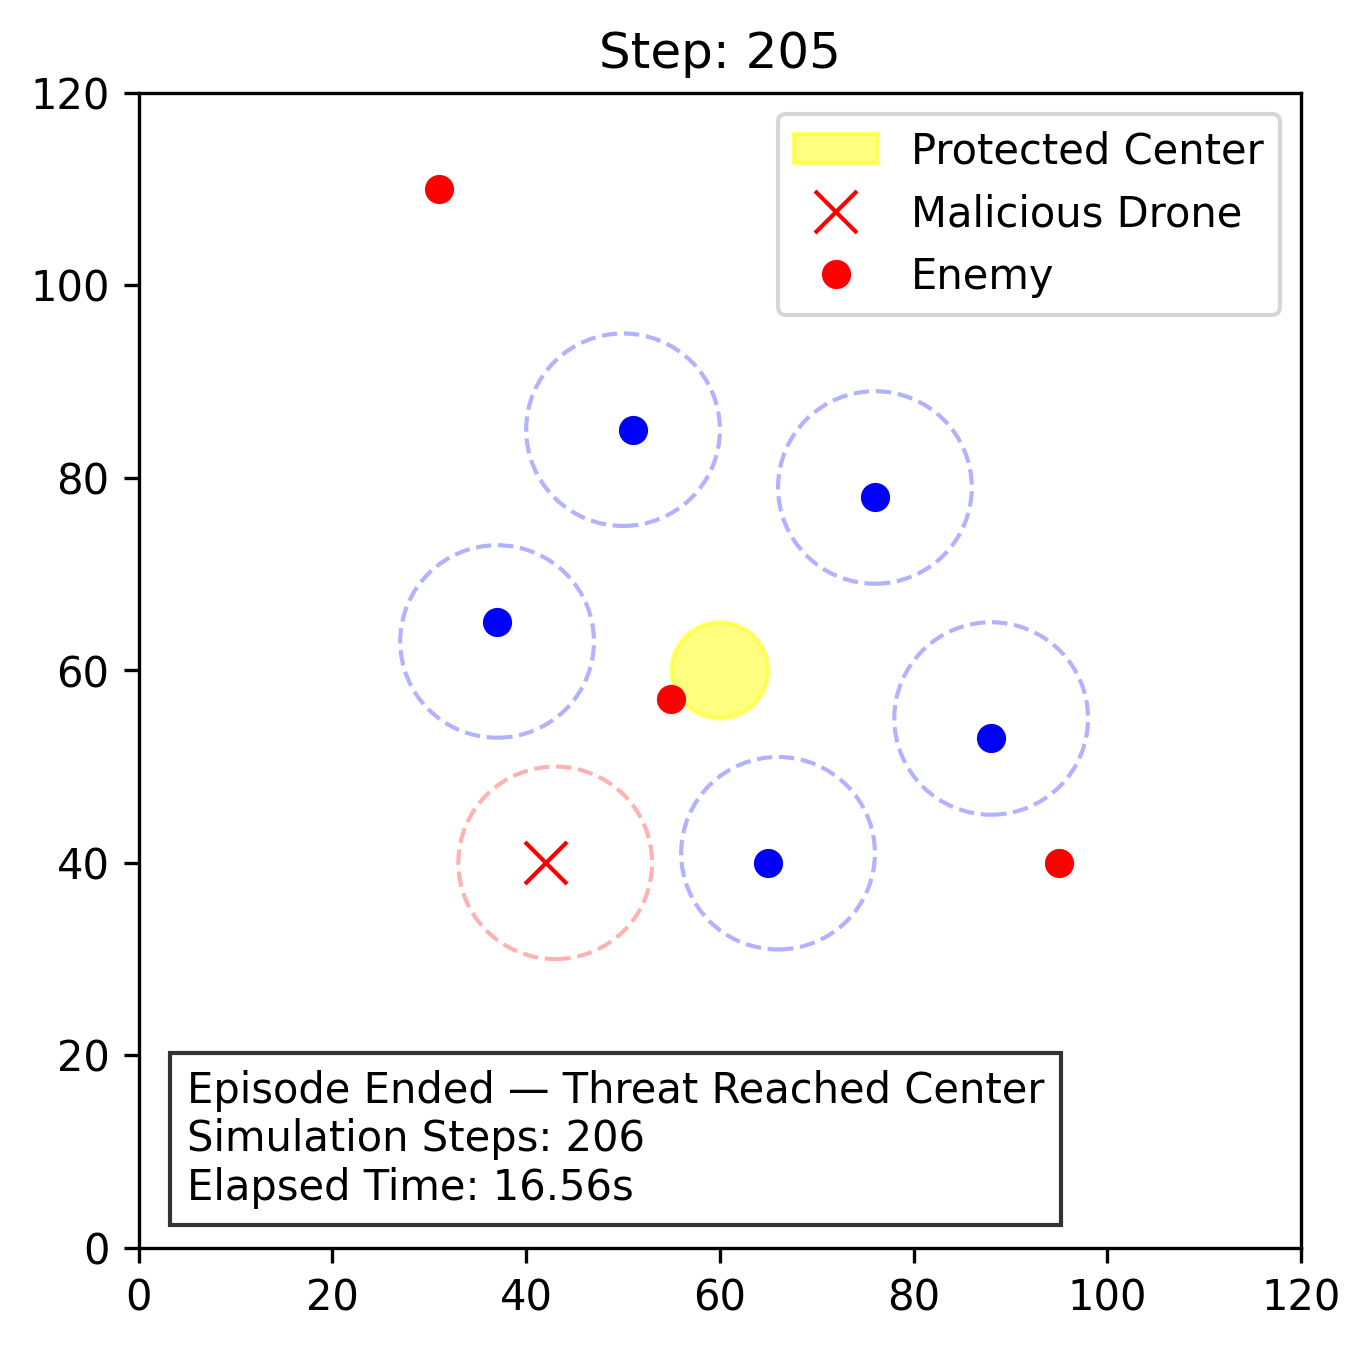 Step: 205
120
100
80
60
40
20
0
Protected Center
Malicious Drone
Enemy
Episode Ended — Threat Reached Center
Simulation Steps: 206
Elapsed Time: 16.56s
0 20 40 60 80 100 120